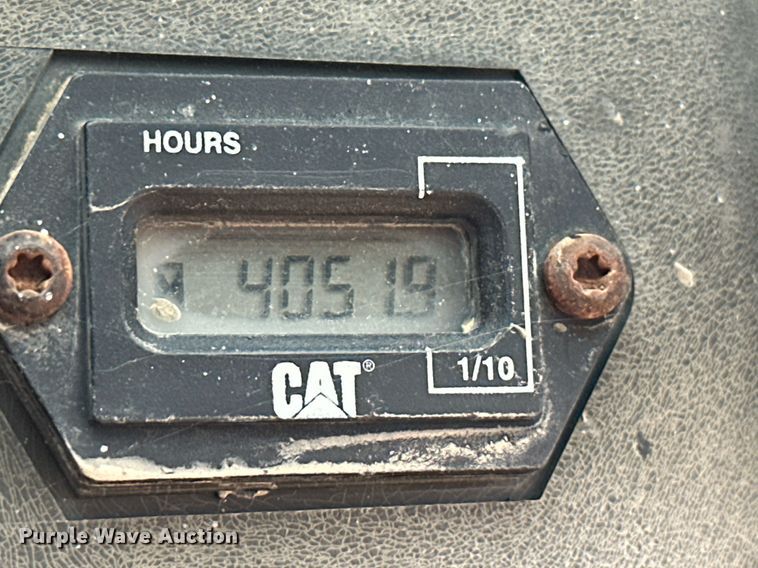 HOURS
40519
CAT®
1/10
Purple Wave Auction